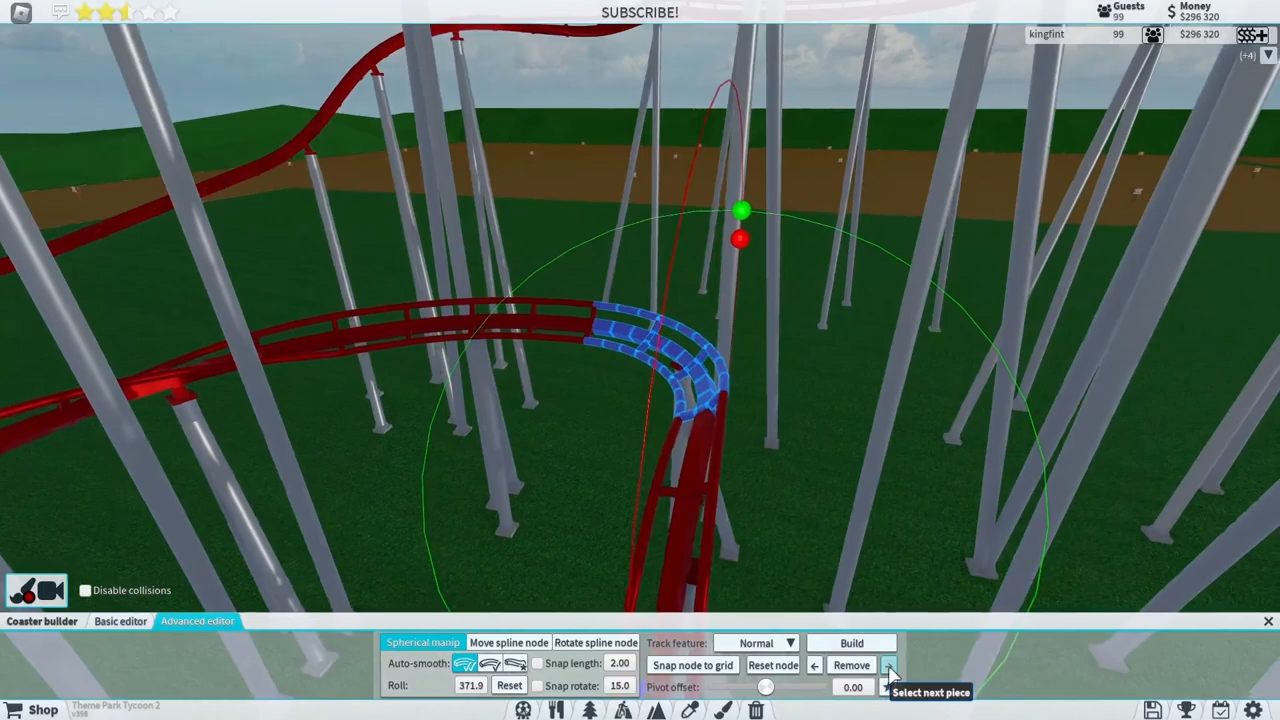 SUBSCRIBE!
Guests
99
Money
$296 320
kingfint 99 $296 320
(+4)
Disable collisions
Coaster builder Basic editor Advanced editor
Spherical manip Move spline node Rotate spline node Track feature: Normal Build
Auto-smooth: Snap length: 2.00 Snap node to grid Reset node Remove
Roll: 371.9 Reset Snap rotate: 15.0 Pivot offset: 0.00
Select next piece
Shop
Theme Park Tycoon 2
v398